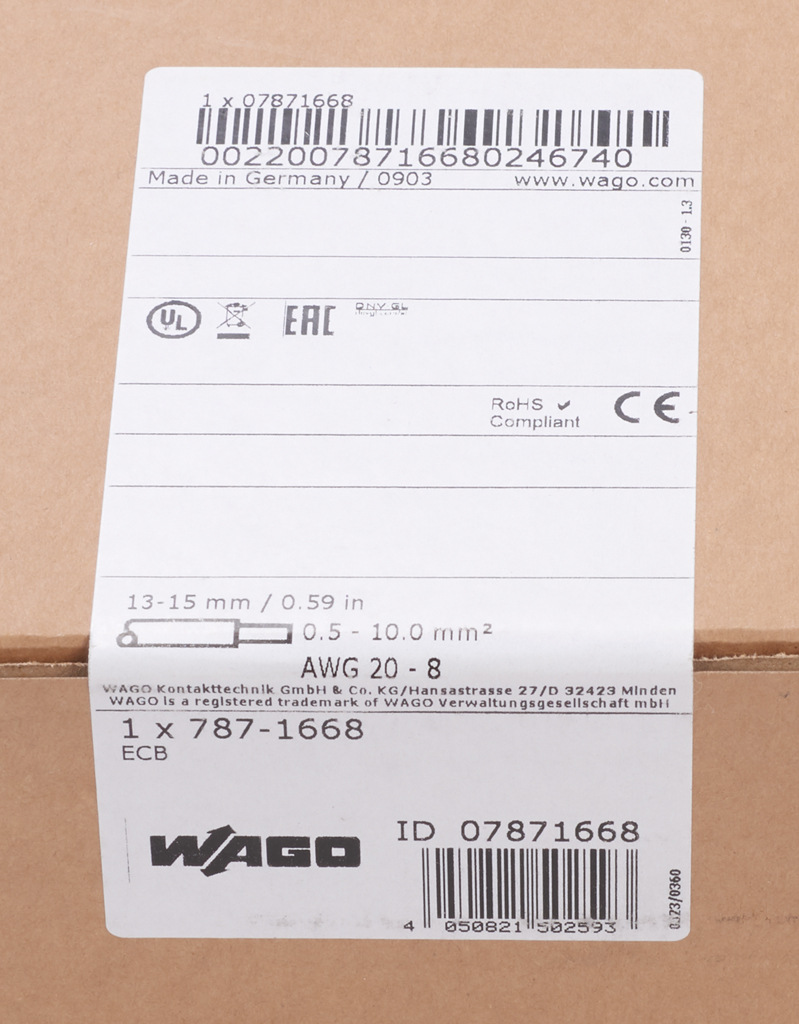 1 x 07871668
00220078716680246740
Made in Germany / 0903 www.wago.com
0130 - 1.3
UL
EAC
DNV·GL
RoHS ✓ CE
Compliant
13-15 mm / 0.59 in
0.5 - 10.0 mm²
AWG 20 - 8
WAGO Kontakttechnik GmbH & Co. KG/Hansastrasse 27/D 32423 Minden
WAGO is a registered trademark of WAGO Verwaltungsgesellschaft mbH
1 x 787-1668
ECB
WAGO
ID 07871668
4 050821 502593